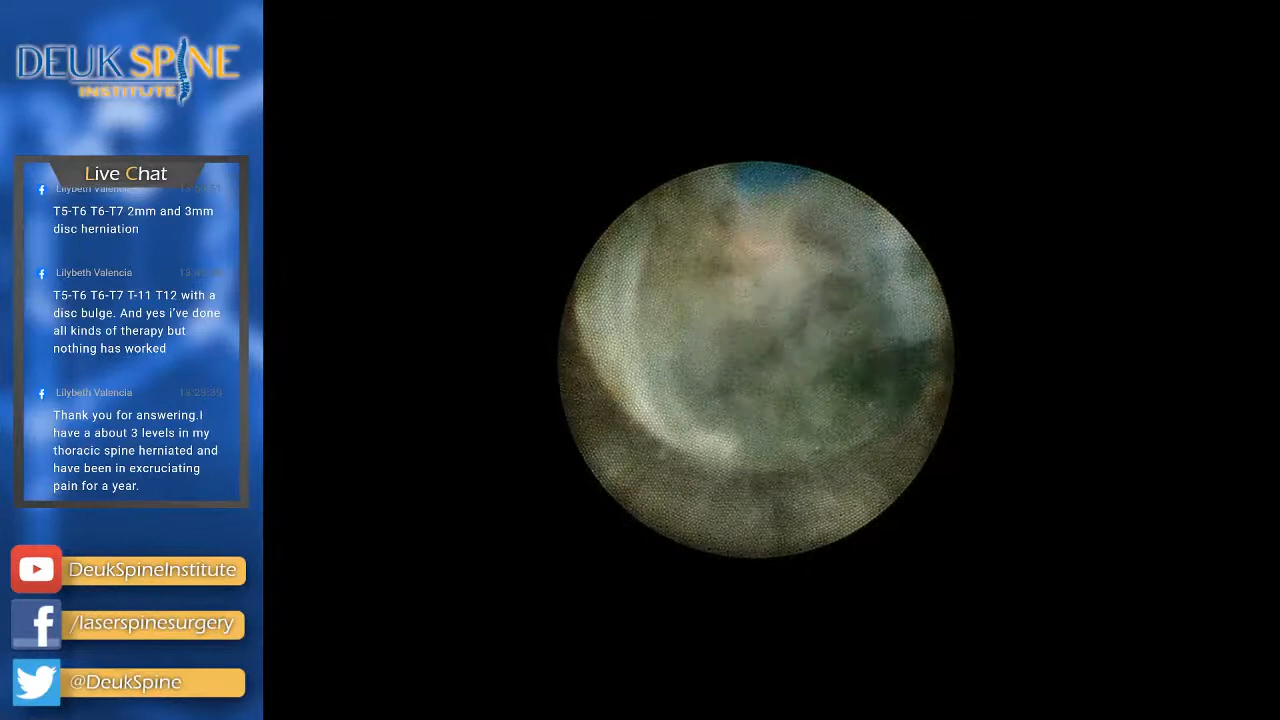 DEUK SPINE
INSTITUTE
Live Chat
Lilybeth Valencia
T5-T6 T6-T7 2mm and 3mm
disc herniation
Lilybeth Valencia
T5-T6 T6-T7 T-11 T12 with a
disc bulge. And yes i've done
all kinds of therapy but
nothing has worked
Lilybeth Valencia
Thank you for answering.I
have a about 3 levels in my
thoracic spine herniated and
have been in excruciating
pain for a year.
DeukSpineInstitute
/laserspinesurgery
@DeukSpine